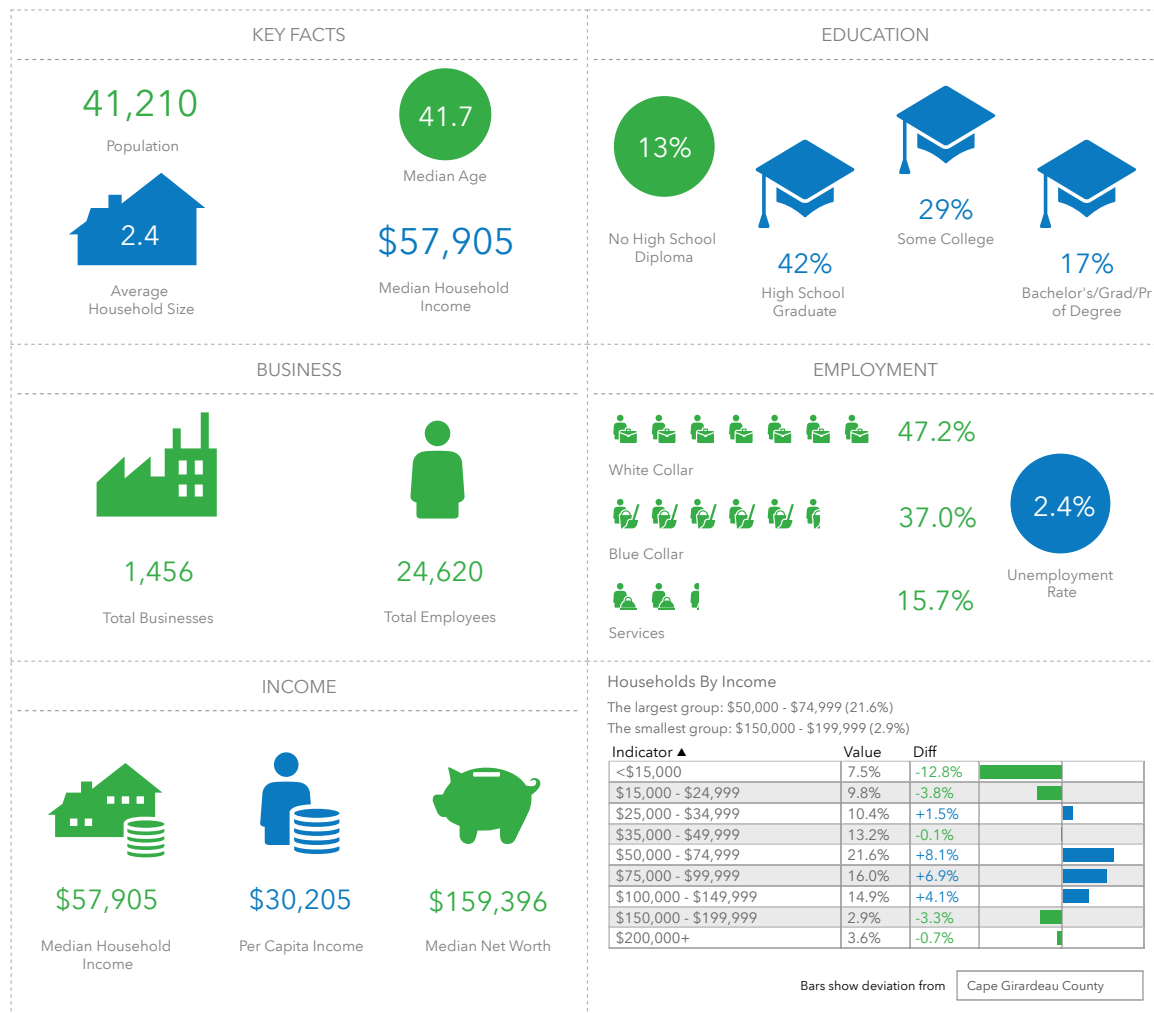 KEY FACTS
41,210
Population
41.7
Median Age
2.4
Average
Household Size
$57,905
Median Household
Income
EDUCATION
13%
No High School
Diploma
42%
High School
Graduate
29%
Some College
17%
Bachelor's/Grad/Pr
of Degree
BUSINESS
1,456
Total Businesses
24,620
Total Employees
EMPLOYMENT
47.2%
White Collar
37.0%
Blue Collar
15.7%
Services
2.4%
Unemployment
Rate
INCOME
$57,905
Median Household
Income
$30,205
Per Capita Income
$159,396
Median Net Worth
Households By Income
The largest group: $50,000 - $74,999 (21.6%)
The smallest group: $150,000 - $199,999 (2.9%)
Indicator ▲ Value Diff
<$15,000 7.5% -12.8%
$15,000 - $24,999 9.8% -3.8%
$25,000 - $34,999 10.4% +1.5%
$35,000 - $49,999 13.2% -0.1%
$50,000 - $74,999 21.6% +8.1%
$75,000 - $99,999 16.0% +6.9%
$100,000 - $149,999 14.9% +4.1%
$150,000 - $199,999 2.9% -3.3%
$200,000+ 3.6% -0.7%
Bars show deviation from Cape Girardeau County